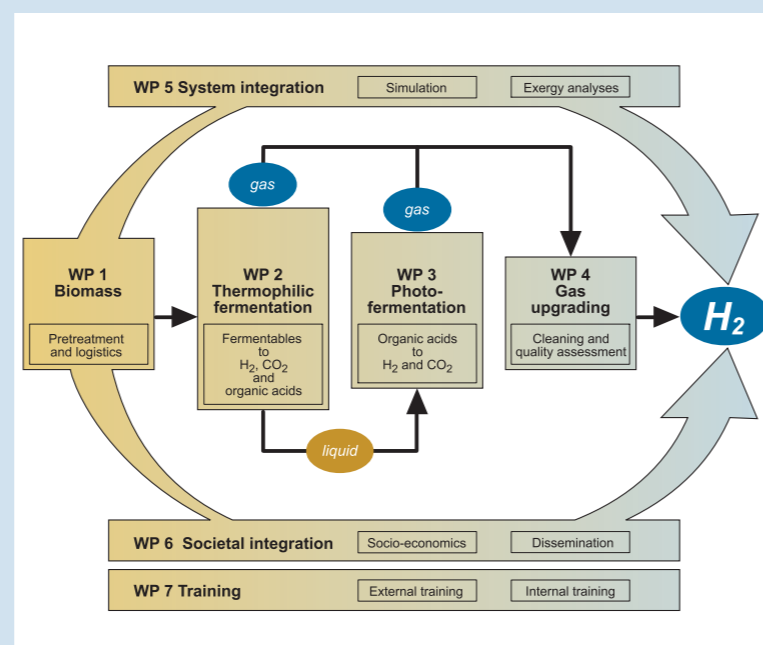 WP 5 System integration
Simulation
Exergy analyses
gas
gas
WP 1
Biomass
Pretreatment
and logistics
WP 2
Thermophilic
fermentation
Fermentables
to
H₂, CO₂
and
organic acids
WP 3
Photo-
fermentation
Organic acids
to
H₂ and CO₂
WP 4
Gas
upgrading
Cleaning and
quality assessment
H₂
liquid
WP 6 Societal integration
Socio-economics
Dissemination
WP 7 Training
External training
Internal training